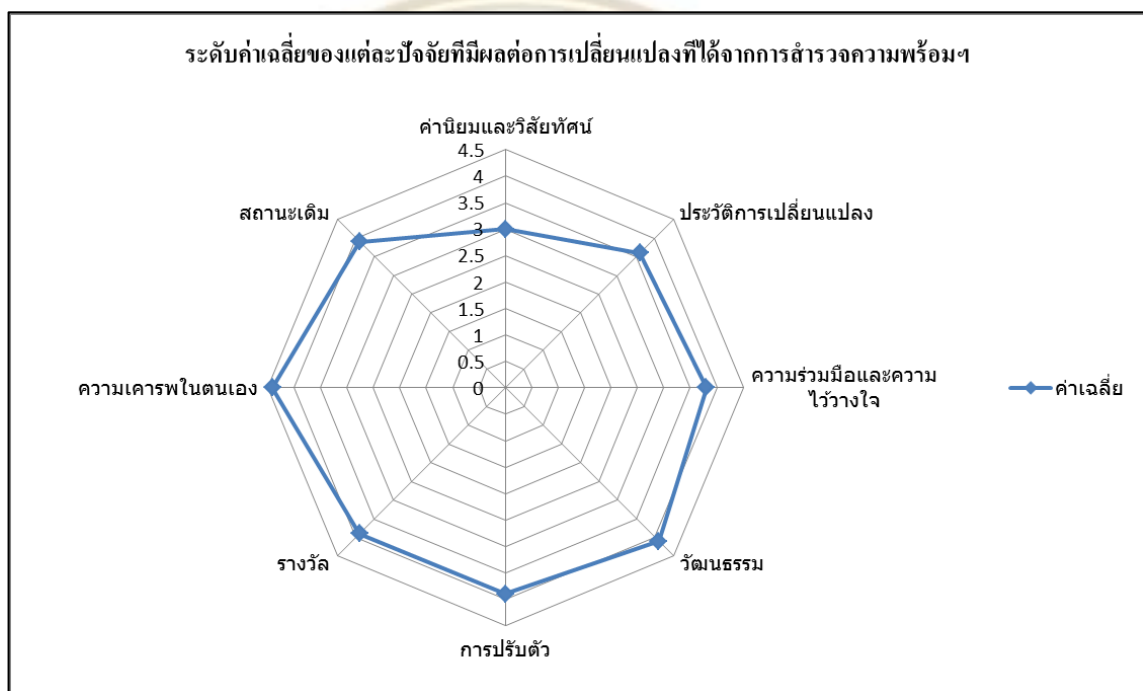 ระดับค่าเฉลี่ยของแต่ละปัจจัยที่มีผลต่อการเปลี่ยนแปลงที่ได้จากการสำรวจความพร้อมฯ
ค่านิยมและวิสัยทัศน์
4.5
4
3.5
3
2.5
2
1.5
1
0.5
0
ประวัติการเปลี่ยนแปลง
ความร่วมมือและความ
ไว้วางใจ
วัฒนธรรม
การปรับตัว
รางวัล
ความเคารพในตนเอง
สถานะเดิม
ค่าเฉลี่ย